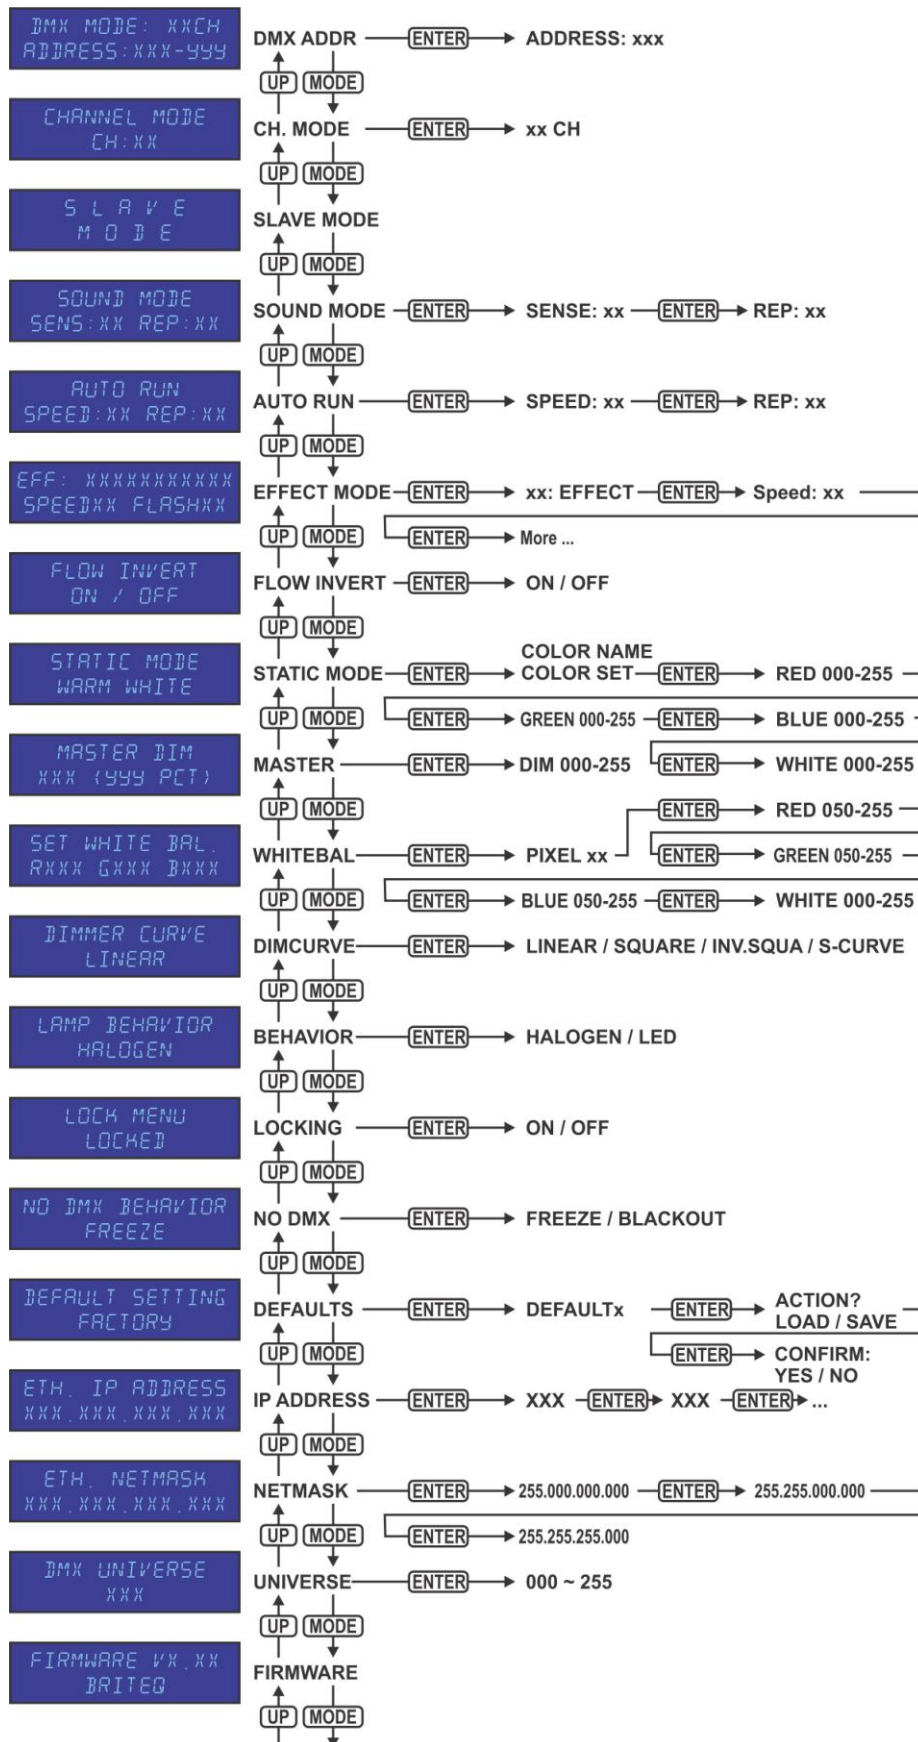 DMX MODE: XXCH
ADDRESS:XXX-YYY
DMX ADDR ENTER ADDRESS: xxx
UP MODE
CHANNEL MODE
CH:XX
CH. MODE ENTER xx CH
UP MODE
S L A V E
M O D E
SLAVE MODE
UP MODE
SOUND MODE
SENS:XX REP:XX
SOUND MODE ENTER SENSE: xx ENTER REP: xx
UP MODE
AUTO RUN
SPEED:XX REP:XX
AUTO RUN ENTER SPEED: xx ENTER REP: xx
UP MODE
EFF: XXXXXXXXXXX
SPEEDXX FLASHXX
EFFECT MODE ENTER xx: EFFECT ENTER Speed: xx
UP MODE ENTER More ...
FLOW INVERT
ON / OFF
FLOW INVERT ENTER ON / OFF
UP MODE
STATIC MODE
WARM WHITE
COLOR NAME
STATIC MODE ENTER COLOR SET ENTER RED 000-255
UP MODE ENTER GREEN 000-255 ENTER BLUE 000-255
MASTER DIM
XXX (YYY PCT)
MASTER ENTER DIM 000-255 ENTER WHITE 000-255
UP MODE ENTER RED 050-255
SET WHITE BAL.
RXXX GXXX BXXX
WHITEBAL ENTER PIXEL xx ENTER GREEN 050-255
UP MODE ENTER BLUE 050-255 ENTER WHITE 000-255
DIMMER CURVE
LINEAR
DIMCURVE ENTER LINEAR / SQUARE / INV.SQUA / S-CURVE
UP MODE
LAMP BEHAVIOR
HALOGEN
BEHAVIOR ENTER HALOGEN / LED
UP MODE
LOCK MENU
LOCKED
LOCKING ENTER ON / OFF
UP MODE
NO DMX BEHAVIOR
FREEZE
NO DMX ENTER FREEZE / BLACKOUT
UP MODE
DEFAULT SETTING
FACTORY
DEFAULTS ENTER DEFAULTx ENTER ACTION?
LOAD / SAVE
UP MODE ENTER CONFIRM:
YES / NO
ETH. IP ADDRESS
XXX.XXX.XXX.XXX
IP ADDRESS ENTER XXX ENTER XXX ENTER ...
UP MODE
ETH. NETMASK
XXX.XXX.XXX.XXX
NETMASK ENTER 255.000.000.000 ENTER 255.255.000.000
UP MODE ENTER 255.255.255.000
DMX UNIVERSE
XXX
UNIVERSE ENTER 000 ~ 255
UP MODE
FIRMWARE VX.XX
BRITEQ
FIRMWARE
UP MODE